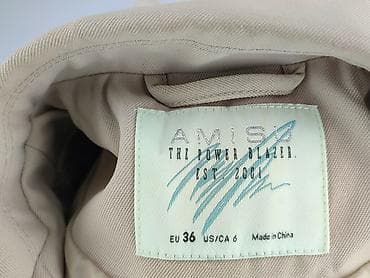 AMISU
THE POWER BLAZER.
EST 2001
EU 36 US/CA 6 Made in China